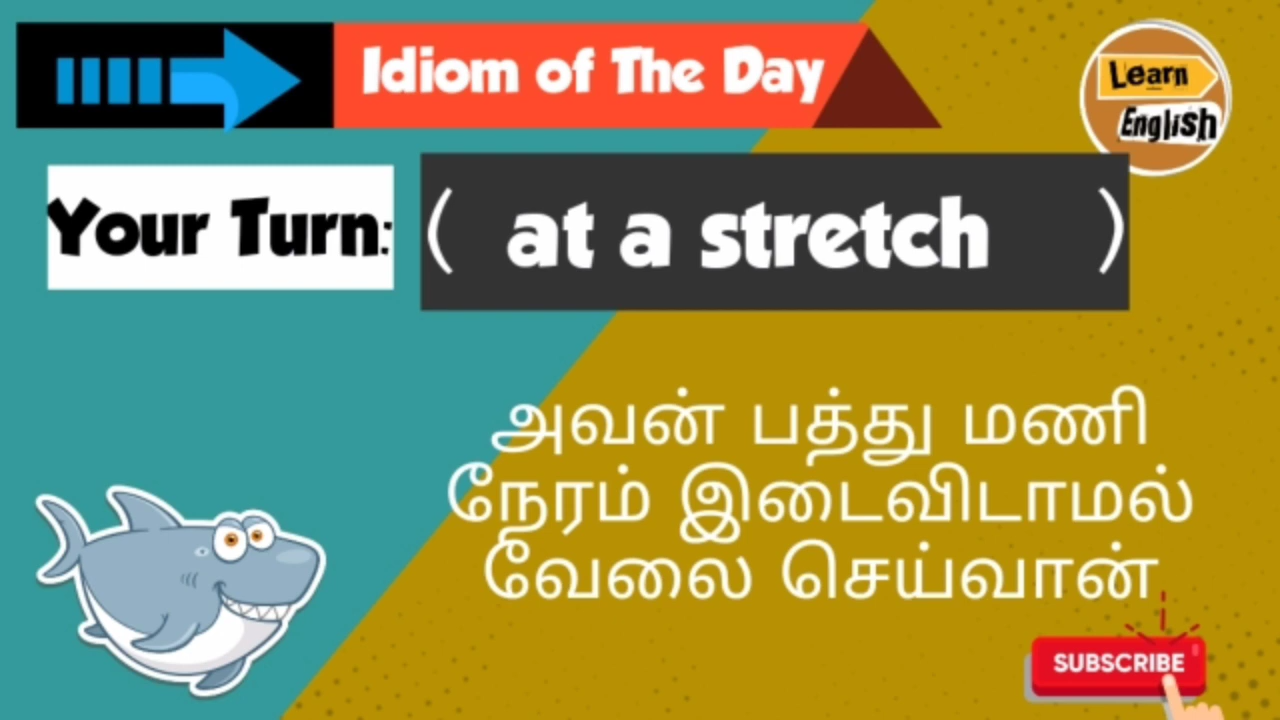 Idiom of The Day
Learn
English
Your Turn: ( at a stretch )
அவன் பத்து மணி
நேரம் இடைவிடாமல்
வேலை செய்வான்
SUBSCRIBE